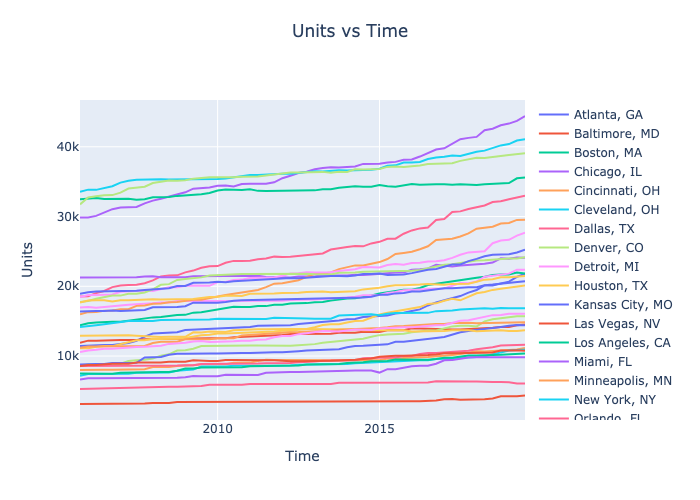 Units vs Time
Units
40k
30k
20k
10k
2010
2015
Time
Atlanta, GA
Baltimore, MD
Boston, MA
Chicago, IL
Cincinnati, OH
Cleveland, OH
Dallas, TX
Denver, CO
Detroit, MI
Houston, TX
Kansas City, MO
Las Vegas, NV
Los Angeles, CA
Miami, FL
Minneapolis, MN
New York, NY
Orlando, FL